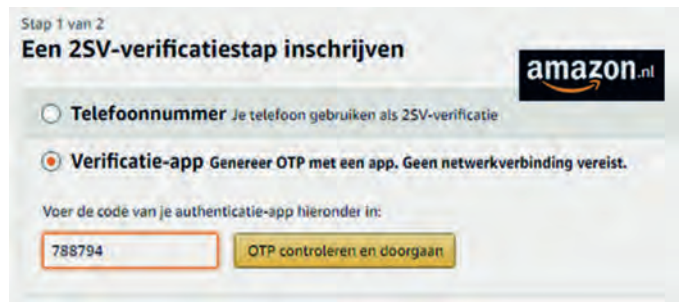 Stap 1 van 2
Een 2SV-verificatiestap inschrijven
amazon.nl
Telefoonnummer Je telefoon gebruiken als 2SV-verificatie
Verificatie-app Genereer OTP met een app. Geen netwerkverbinding vereist.
Voer de code van je authenticatie-app hieronder in:
788794 OTP controleren en doorgaan